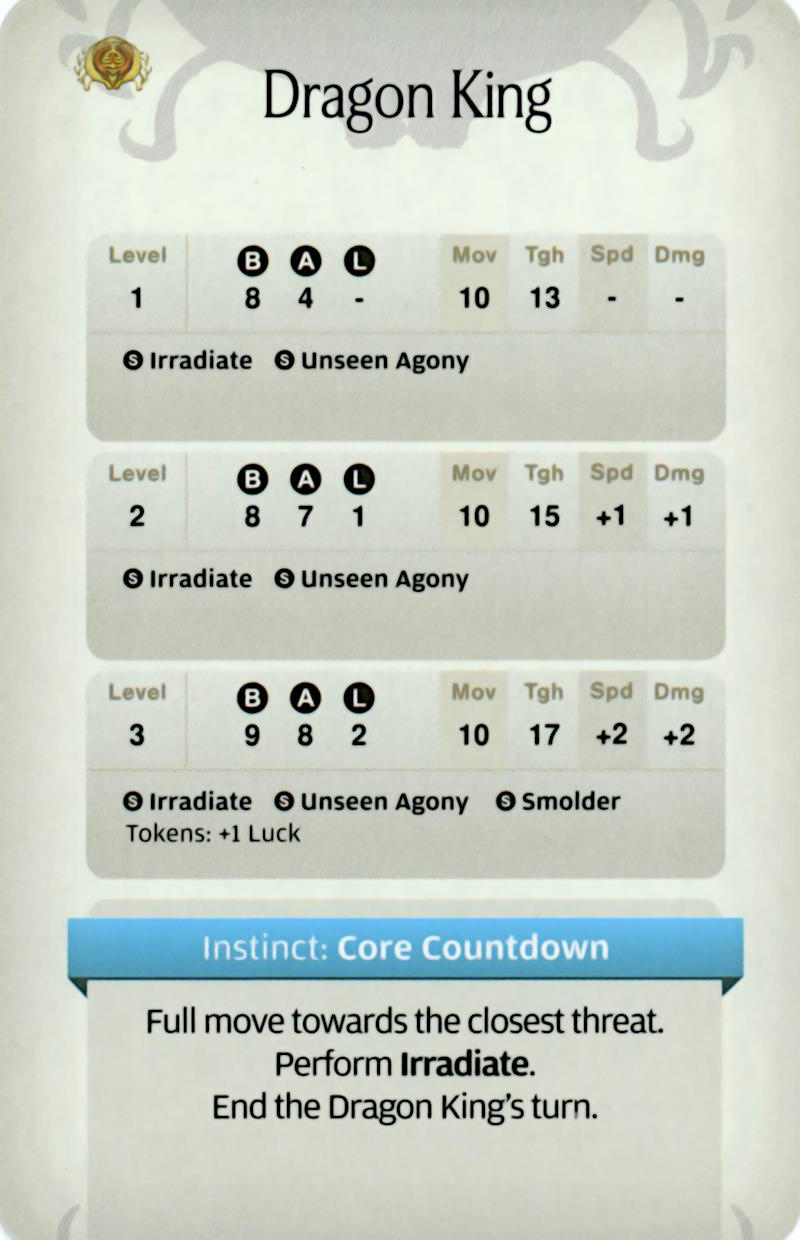 Dragon King
Level B A L Mov Tgh Spd Dmg
1 8 4 - 10 13 - -
S Irradiate S Unseen Agony
Level B A L Mov Tgh Spd Dmg
2 8 7 1 10 15 +1 +1
S Irradiate S Unseen Agony
Level B A L Mov Tgh Spd Dmg
3 9 8 2 10 17 +2 +2
S Irradiate S Unseen Agony S Smolder
Tokens: +1 Luck
Instinct: Core Countdown
Full move towards the closest threat.
Perform Irradiate.
End the Dragon King's turn.